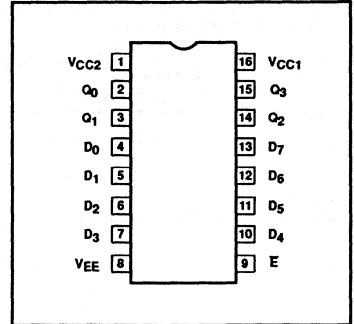 VCC2 1 16 VCC1
Q0 2 15 Q3
Q1 3 14 Q2
D0 4 13 D7
D1 5 12 D6
D2 6 11 D5
D3 7 10 D4
VEE 8 9 E̅